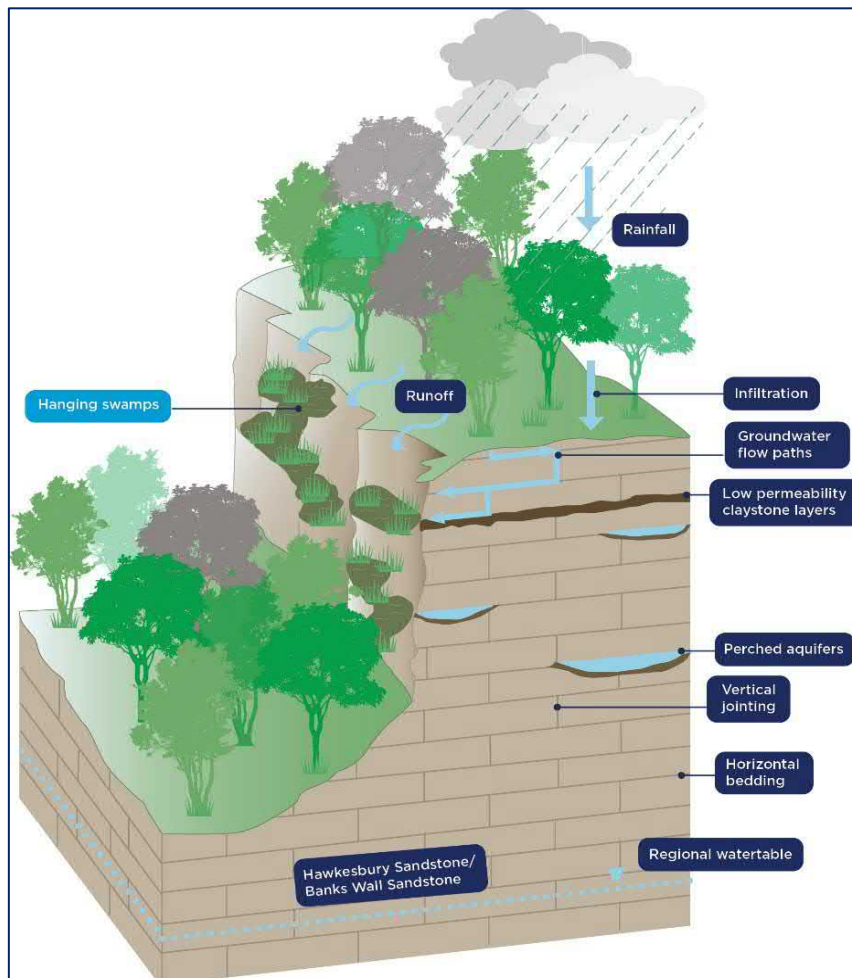 Rainfall
Hanging swamps
Runoff
Infiltration
Groundwater
flow paths
Low permeability
claystone layers
Perched aquifers
Vertical
jointing
Horizontal
bedding
Regional watertable
Hawkesbury Sandstone/
Banks Wall Sandstone